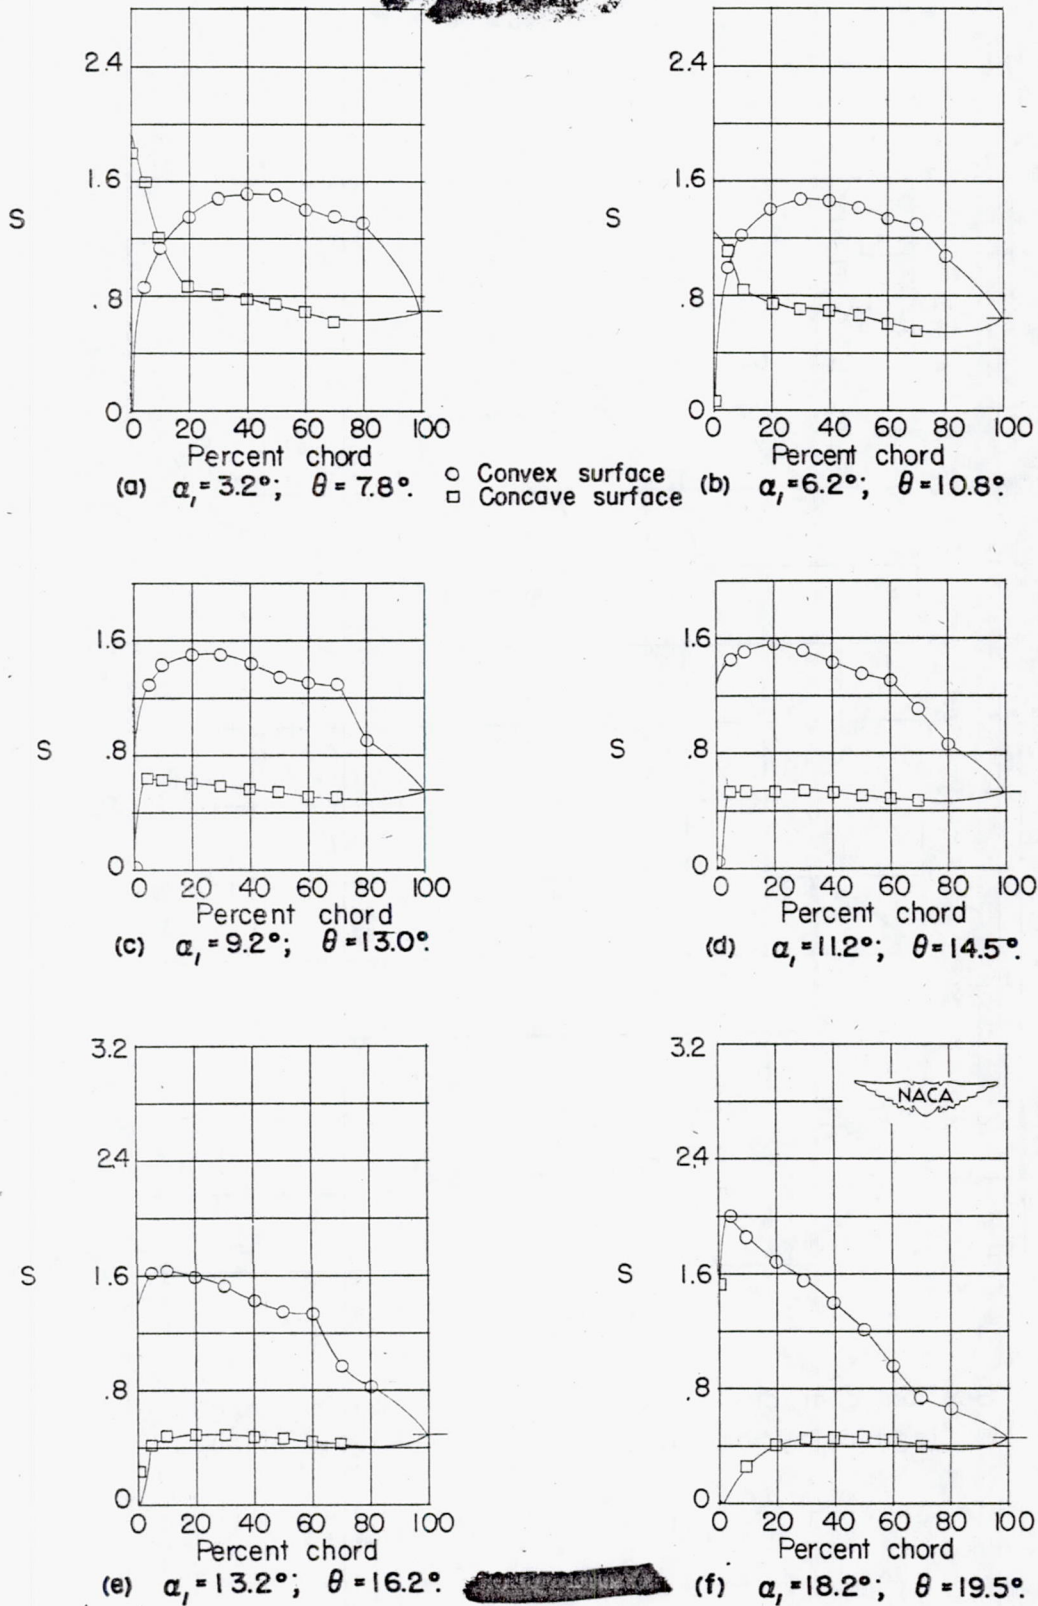 2.4
1.6
S
.8
0
0 20 40 60 80 100
Percent chord
(a) α₁ = 3.2°; θ = 7.8°.
2.4
1.6
S
.8
0
0 20 40 60 80 100
Percent chord
(b) α₁ = 6.2°; θ = 10.8°.
○ Convex surface
□ Concave surface
1.6
S
.8
0
0 20 40 60 80 100
Percent chord
(c) α₁ = 9.2°; θ = 13.0°.
1.6
S
.8
0
0 20 40 60 80 100
Percent chord
(d) α₁ = 11.2°; θ = 14.5°.
3.2
2.4
S
1.6
.8
0
0 20 40 60 80 100
Percent chord
(e) α₁ = 13.2°; θ = 16.2°.
3.2
NACA
2.4
S
1.6
.8
0
0 20 40 60 80 100
Percent chord
(f) α₁ = 18.2°; θ = 19.5°.